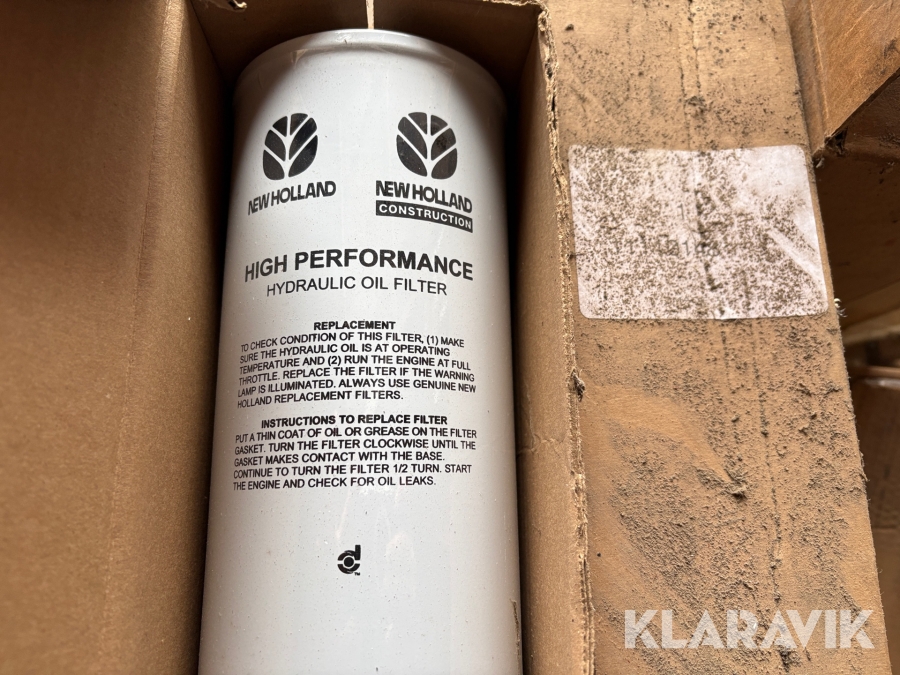 NEW HOLLAND
NEW HOLLAND
CONSTRUCTION
HIGH PERFORMANCE
HYDRAULIC OIL FILTER
REPLACEMENT
TO CHECK CONDITION OF THIS FILTER, (1) MAKE
SURE THE HYDRAULIC OIL IS AT OPERATING
TEMPERATURE AND (2) RUN THE ENGINE AT FULL
THROTTLE. REPLACE THE FILTER IF THE WARNING
LAMP IS ILLUMINATED. ALWAYS USE GENUINE NEW
HOLLAND REPLACEMENT FILTERS.
INSTRUCTIONS TO REPLACE FILTER
PUT A THIN COAT OF OIL OR GREASE ON THE FILTER
GASKET. TURN THE FILTER CLOCKWISE UNTIL THE
GASKET MAKES CONTACT WITH THE BASE.
CONTINUE TO TURN THE FILTER 1/2 TURN. START
THE ENGINE AND CHECK FOR OIL LEAKS.
KLARAVIK